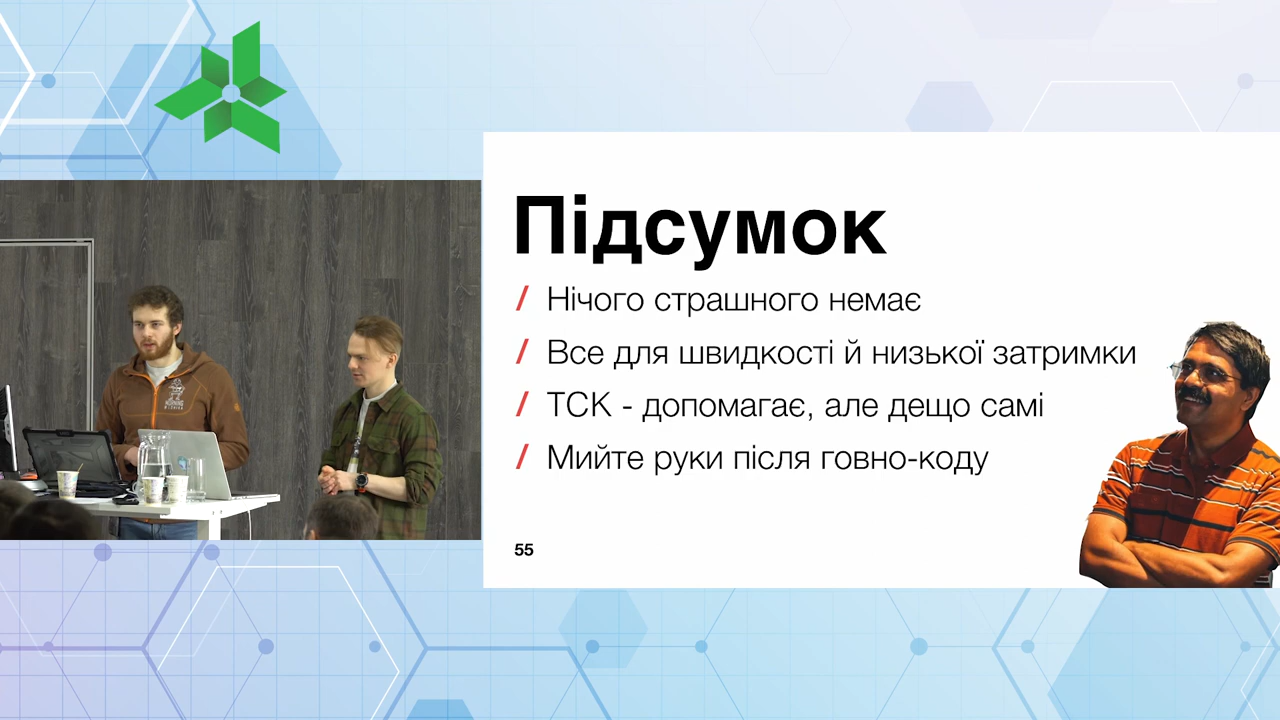 Підсумок
/ Нічого страшного немає
/ Все для швидкості й низької затримки
/ ТСК - допомагає, але дещо самі
/ Мийте руки після говно-коду
55